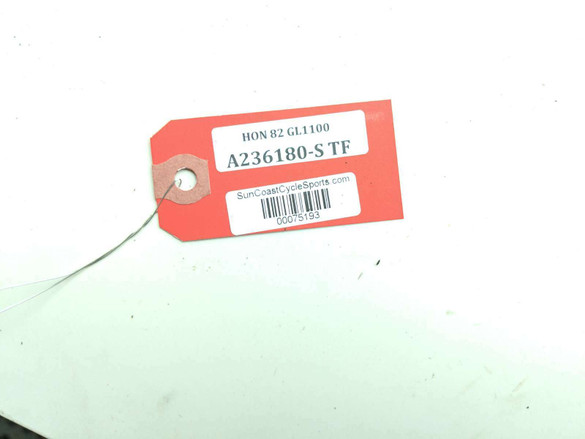 HON 82 GL1100
A236180-S TF
SunCoastCycleSports.com
00075193